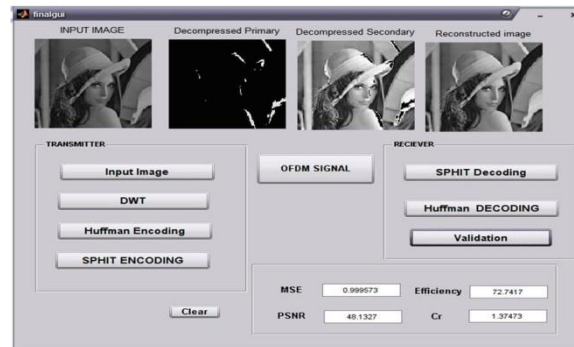 finalgui
INPUT IMAGE
Decompressed Primary
Decompressed Secondary
Reconstructed image
TRANSMITTER
Input Image
DWT
Huffman Encoding
SPHIT ENCODING
OFDM SIGNAL
RECIEVER
SPHIT Decoding
Huffman DECODING
Validation
MSE 0.999573 Efficiency 72.7417
PSNR 48.1327 Cr 1.37473
Clear